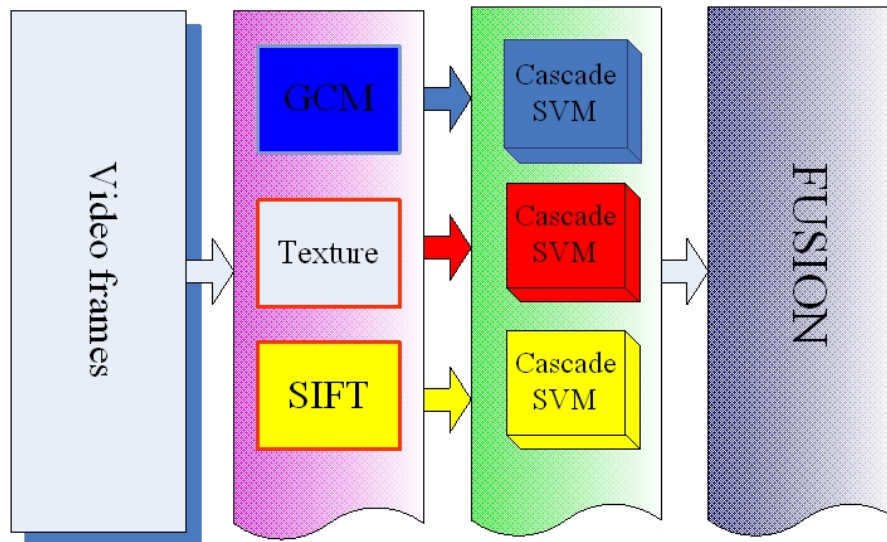 Video frames
GCM
Texture
SIFT
Cascade
SVM
Cascade
SVM
Cascade
SVM
FUSION